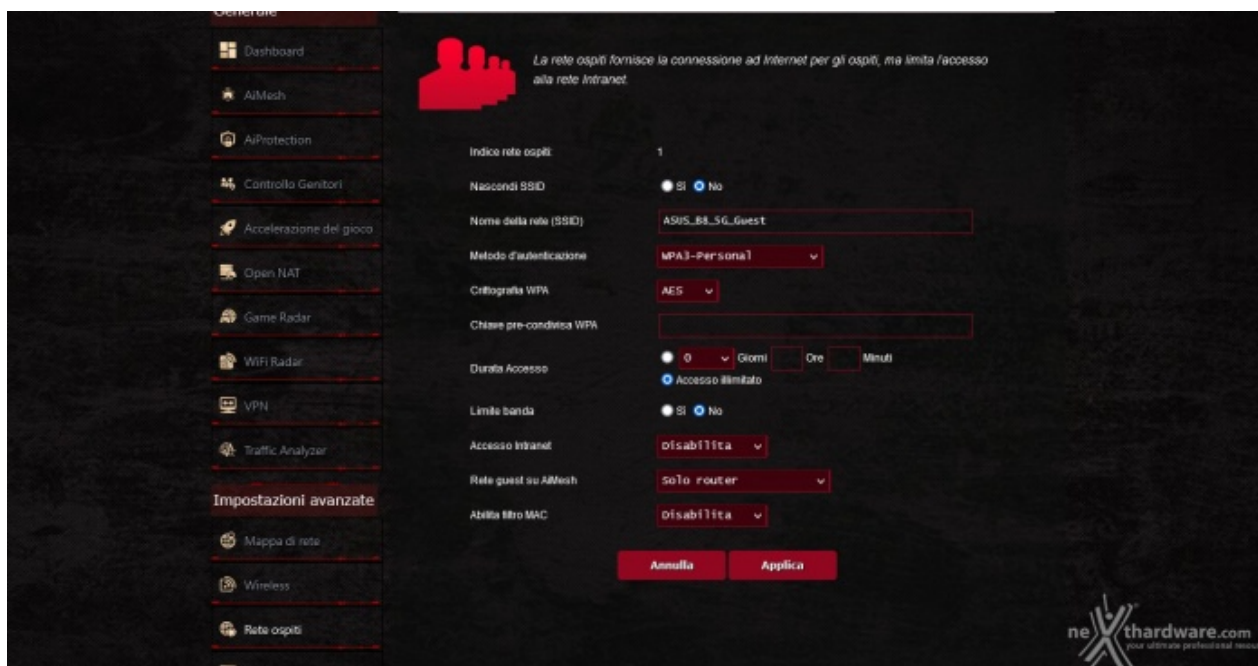 Generale
Dashboard
AiMesh
AiProtection
Controllo Genitori
Accelerazione del gioco
Open NAT
Game Radar
WiFi Radar
VPN
Traffic Analyzer
Impostazioni avanzate
Mappa di rete
Wireless
Rete ospiti
La rete ospiti fornisce la connessione ad Internet per gli ospiti, ma limita l'accesso
alla rete Intranet.
Indice rete ospiti: 1
Nascondi SSID Sì No
Nome della rete (SSID) ASUS_B8_5G_Guest
Metodo d'autenticazione WPA3-Personal
Crittografia WPA AES
Chiave pre-condivisa WPA
Durata Accesso 0 Giorni Ore Minuti
Accesso illimitato
Limite banda Sì No
Accesso Intranet Disabilita
Rete guest su AiMesh Solo router
Abilita filtro MAC Disabilita
Annulla Applica
nexthardware.com
your ultimate professional